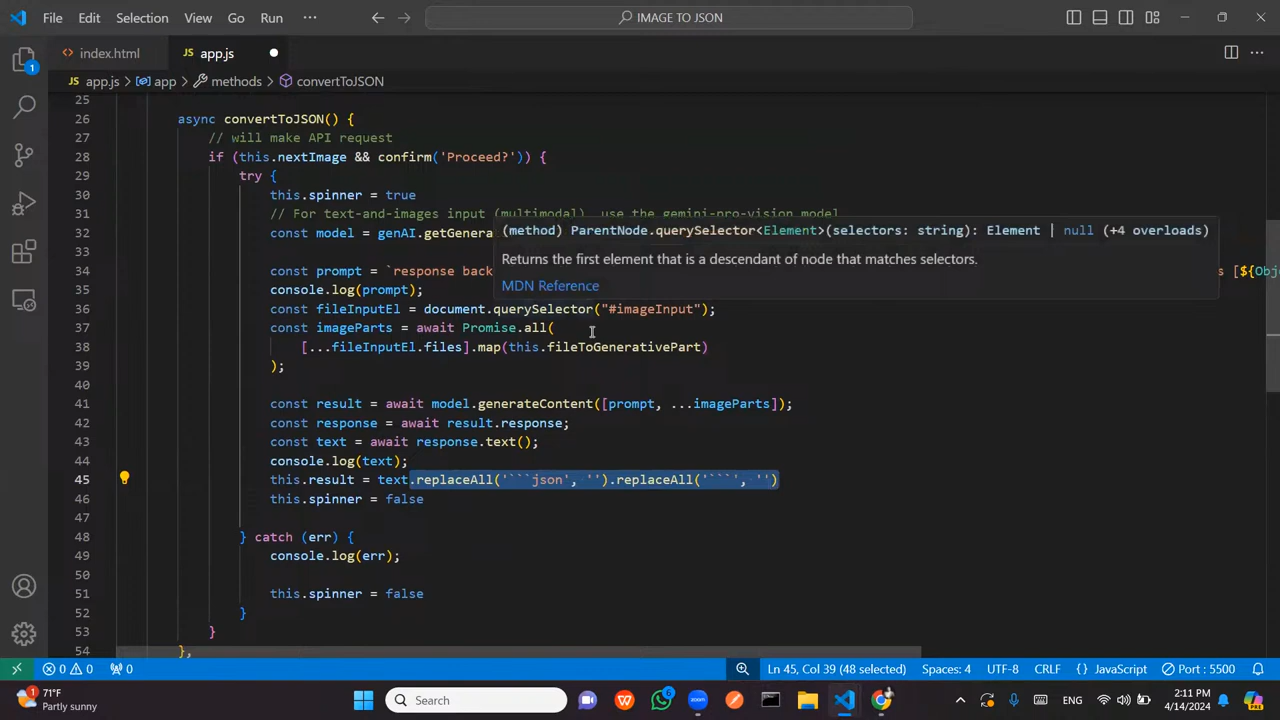 File Edit Selection View Go Run ··· IMAGE TO JSON
index.html JS app.js
JS app.js > app > methods > convertToJSON
25
26 async convertToJSON() {
27 // will make API request
28 if (this.nextImage && confirm('Proceed?')) {
29 try {
30 this.spinner = true
31 // For text-and-images input (multimodal), use the gemini-pro-vision model
32 const model = genAI.getGenera
(method) ParentNode.querySelector<Element>(selectors: string): Element | null (+4 overloads)
33
Returns the first element that is a descendant of node that matches selectors.
34 const prompt = `response back s [${Obj
MDN Reference
35 console.log(prompt);
36 const fileInputEl = document.querySelector("#imageInput");
37 const imageParts = await Promise.all(
38 [...fileInputEl.files].map(this.fileToGenerativePart)
39 );
40
41 const result = await model.generateContent([prompt, ...imageParts]);
42 const response = await result.response;
43 const text = await response.text();
44 console.log(text);
45 this.result = text.replaceAll('```json', '').replaceAll('```', '')
46 this.spinner = false
47
48 } catch (err) {
49 console.log(err);
50
51 this.spinner = false
52 }
53 }
54 },
0 0 0 Ln 45, Col 39 (48 selected) Spaces: 4 UTF-8 CRLF {} JavaScript Port : 5500
1 71°F Search 6 ENG 2:11 PM
Partly sunny 4/14/2024